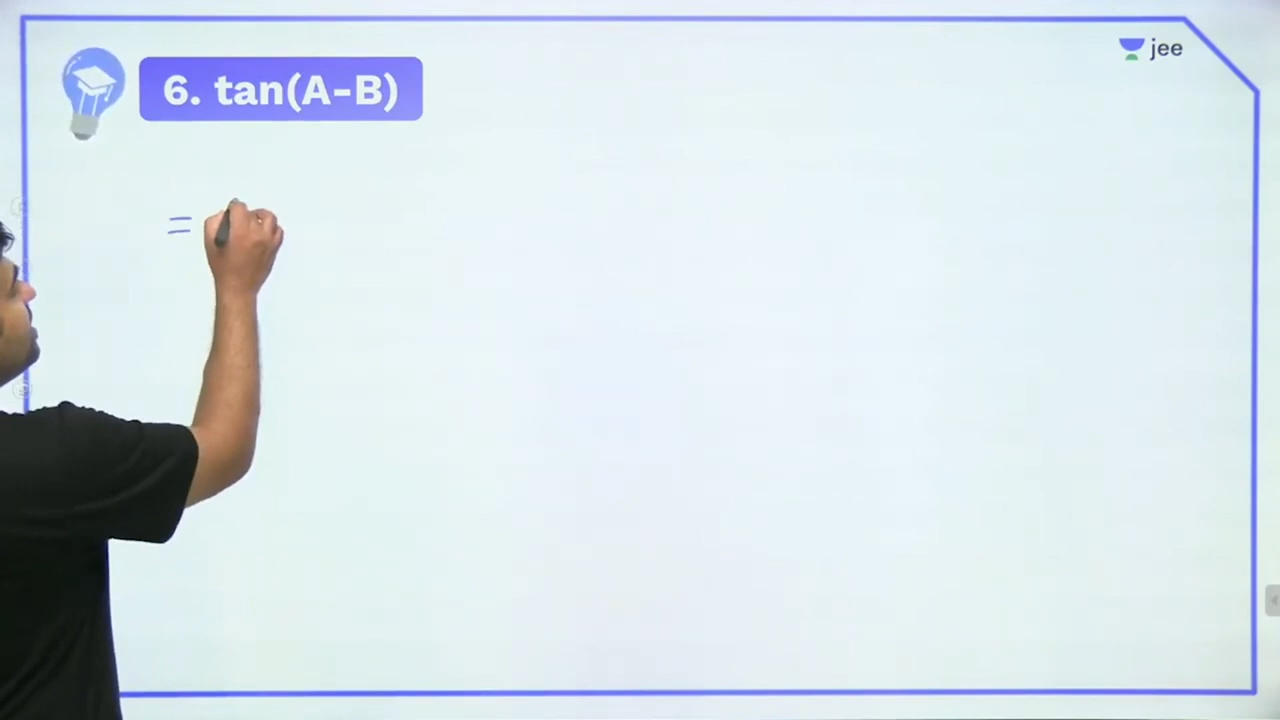 jee
6. tan(A-B)
=